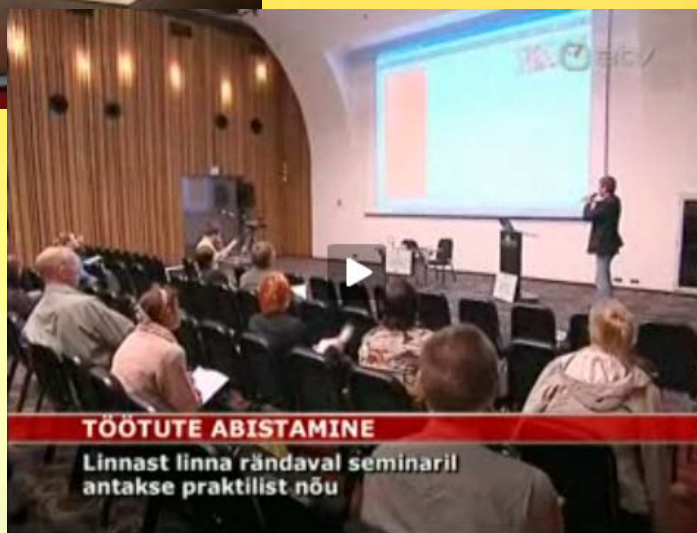 TÖÖTUTE ABISTAMINE
Linnast linna rändaval seminaril
antakse praktilist nõu